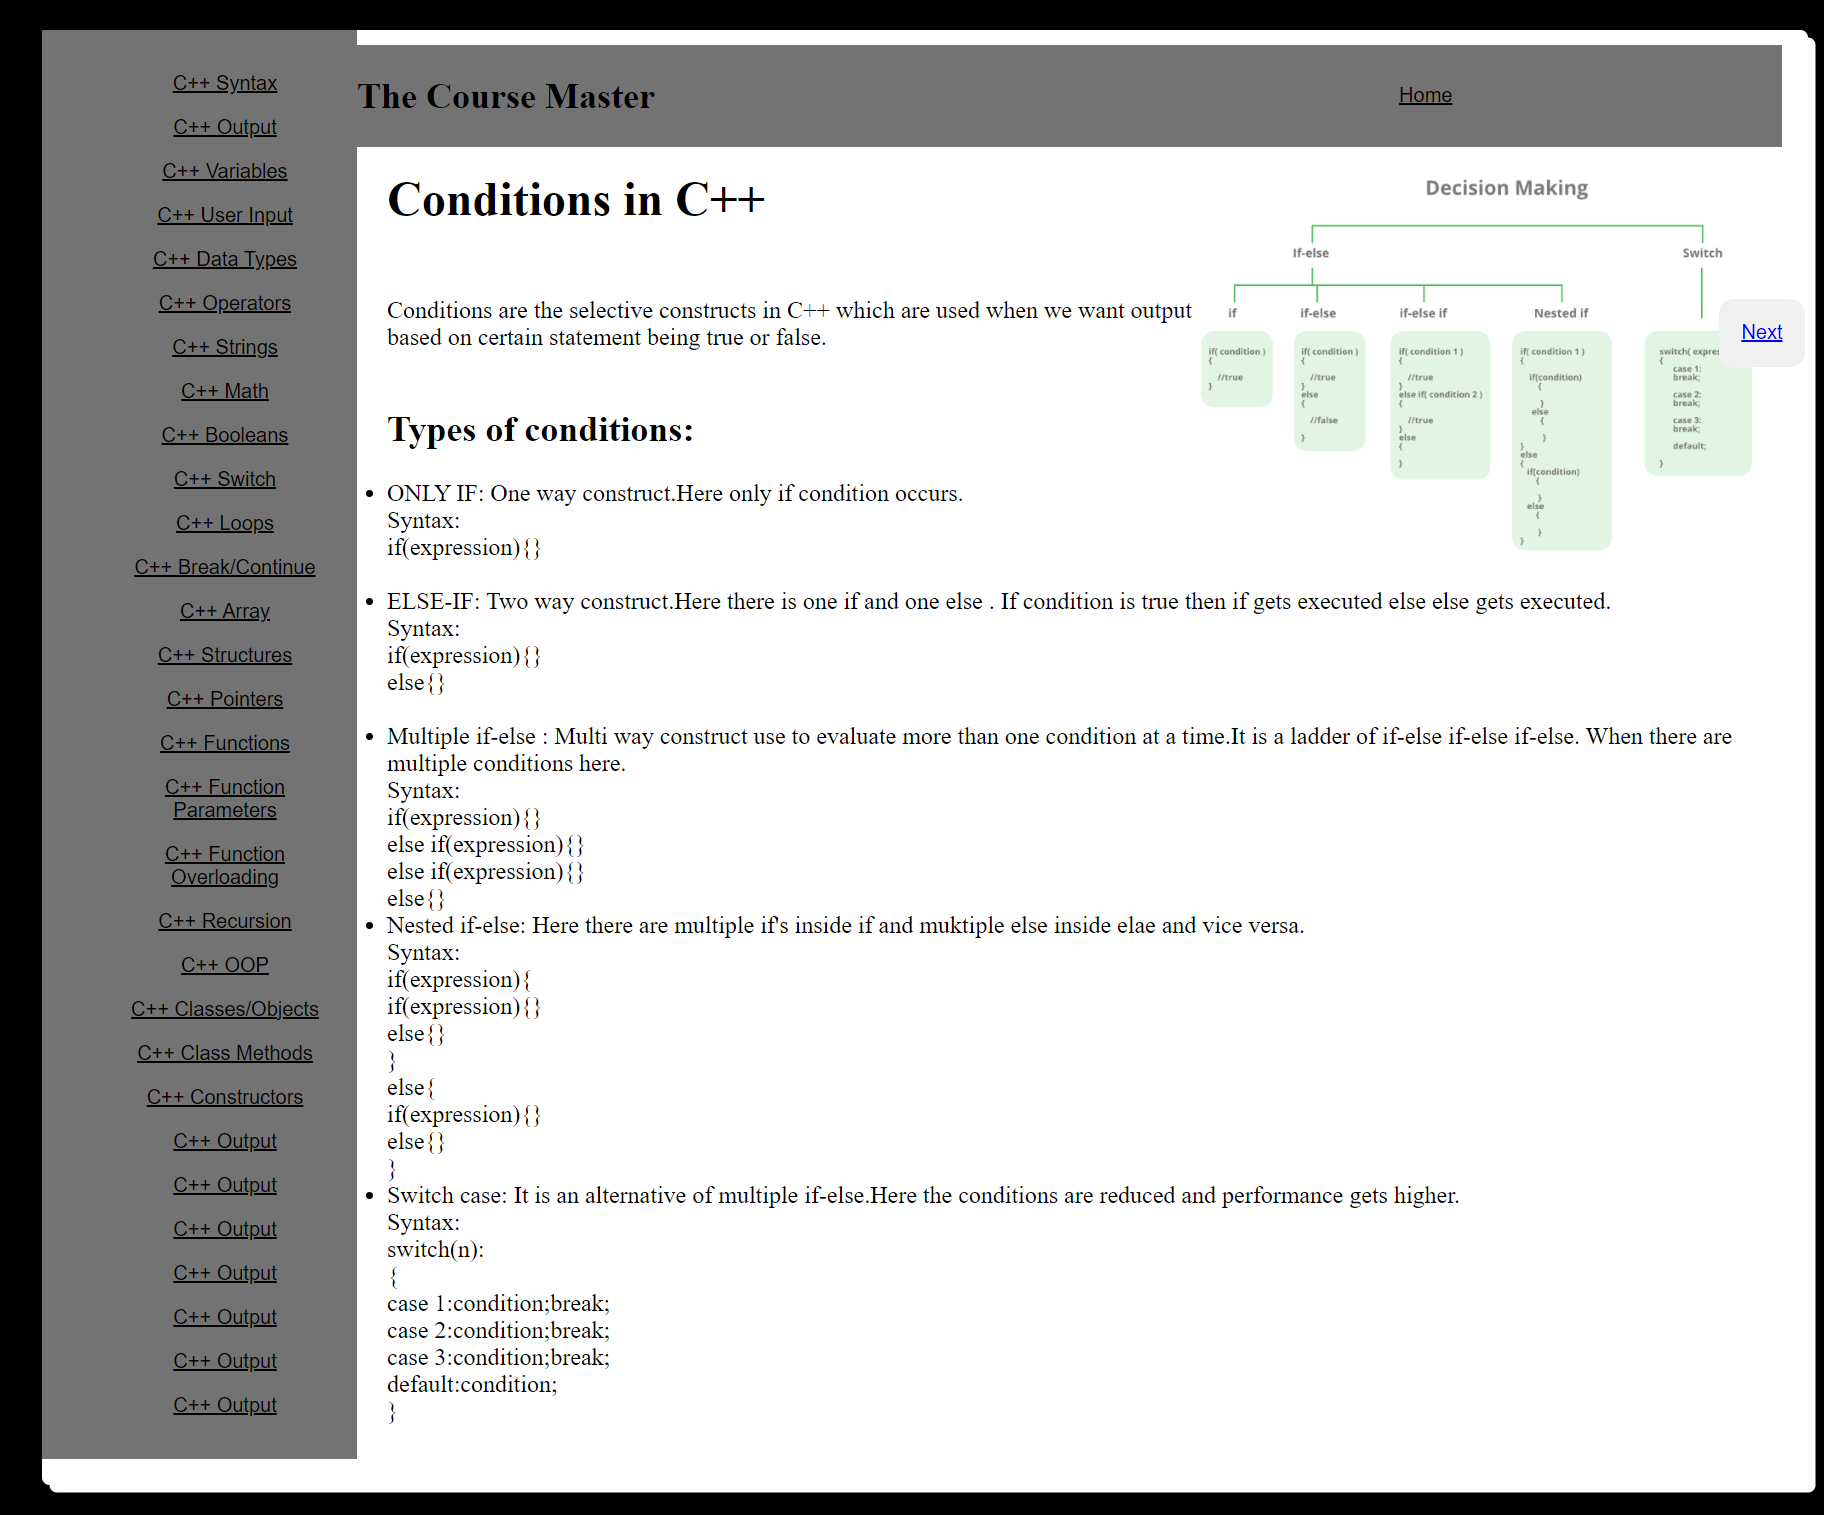 C++ Syntax
C++ Output
C++ Variables
C++ User Input
C++ Data Types
C++ Operators
C++ Strings
C++ Math
C++ Booleans
C++ Switch
C++ Loops
C++ Break/Continue
C++ Array
C++ Structures
C++ Pointers
C++ Functions
C++ Function
Parameters
C++ Function
Overloading
C++ Recursion
C++ OOP
C++ Classes/Objects
C++ Class Methods
C++ Constructors
C++ Output
C++ Output
C++ Output
C++ Output
C++ Output
C++ Output
C++ Output
The Course Master
Home
Conditions in C++
Conditions are the selective constructs in C++ which are used when we want output
based on certain statement being true or false.
Decision Making
If-else
Switch
if
if-else
if-else if
Nested if
if( condition )
{
//true
}
if( condition )
{
//true
}
else
{
//false
}
if( condition 1 )
{
//true
}
else if( condition 2 )
{
//true
}
else
{
}
if( condition 1 )
{
if(condition)
{
}
else
{
}
}
else
{
if(condition)
{
}
else
{
}
}
switch( expres
{
case 1:
break;
case 2:
break;
case 3:
break;
default;
}
Next
Types of conditions:
• ONLY IF: One way construct.Here only if condition occurs.
Syntax:
if(expression){}
• ELSE-IF: Two way construct.Here there is one if and one else . If condition is true then if gets executed else else gets executed.
Syntax:
if(expression){}
else{}
• Multiple if-else : Multi way construct use to evaluate more than one condition at a time.It is a ladder of if-else if-else if-else. When there are
multiple conditions here.
Syntax:
if(expression){}
else if(expression){}
else if(expression){}
else{}
• Nested if-else: Here there are multiple if's inside if and muktiple else inside elae and vice versa.
Syntax:
if(expression){
if(expression){}
else{}
}
else{
if(expression){}
else{}
}
• Switch case: It is an alternative of multiple if-else.Here the conditions are reduced and performance gets higher.
Syntax:
switch(n):
{
case 1:condition;break;
case 2:condition;break;
case 3:condition;break;
default:condition;
}